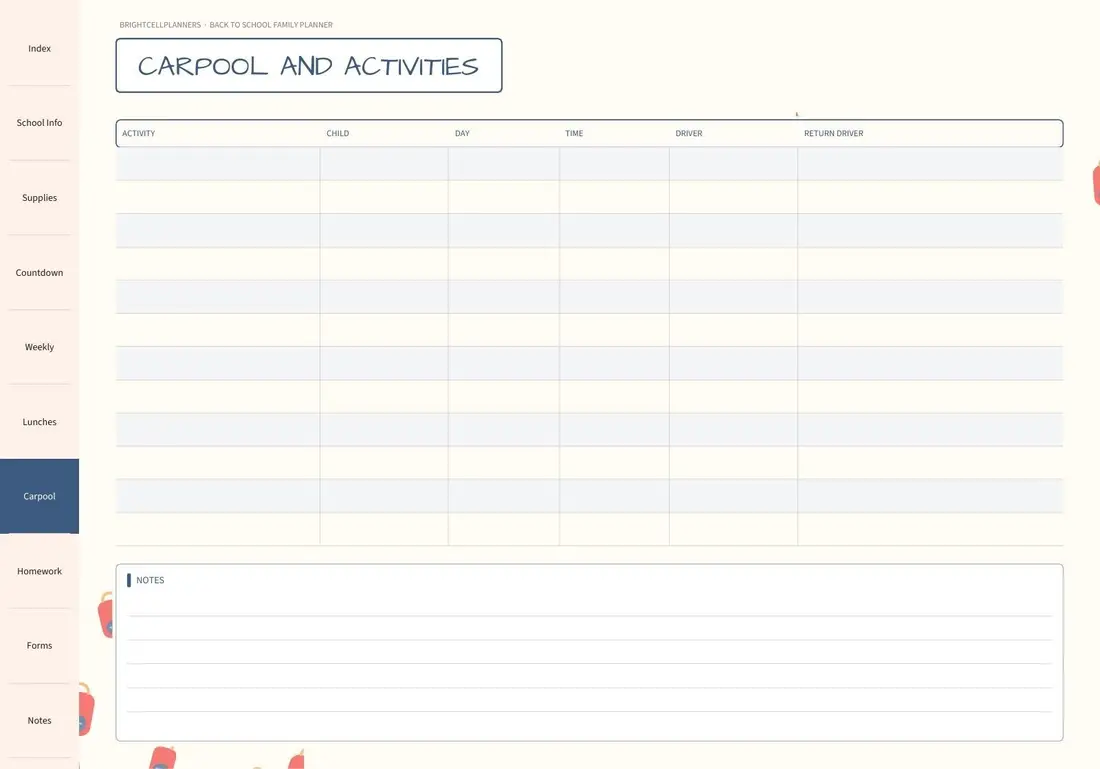 BRIGHTCELLPLANNERS · BACK TO SCHOOL FAMILY PLANNER
CARPOOL AND ACTIVITIES
ACTIVITY CHILD DAY TIME DRIVER RETURN DRIVER
NOTES
Index
School Info
Supplies
Countdown
Weekly
Lunches
Carpool
Homework
Forms
Notes